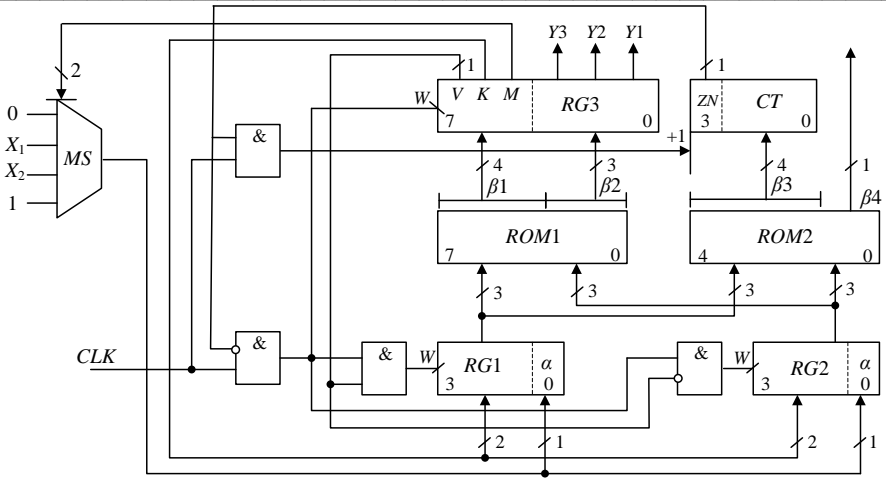 Y3 Y2 Y1
2 1 1
V K M RG3 ZN CT
W 7 0 3 0
0
X1
X2
1
MS
& +1
4 3 4 1
β1 β2 β3 β4
ROM1 ROM2
7 0 4 0
3 3 3 3
CLK
& & W RG1 α & W RG2 α
3 0 3 0
2 1 2 1